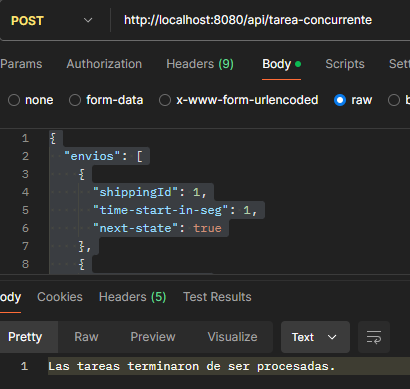 POST http://localhost:8080/api/tarea-concurrente
Params Authorization Headers (9) Body Scripts
none form-data x-www-form-urlencoded raw
1 {
2 "envios": [
3 {
4 "shippingId": 1,
5 "time-start-in-seg": 1,
6 "next-state": true
7 },
8 {
ody Cookies Headers (5) Test Results
Pretty Raw Preview Visualize Text
1 Las tareas terminaron de ser procesadas.